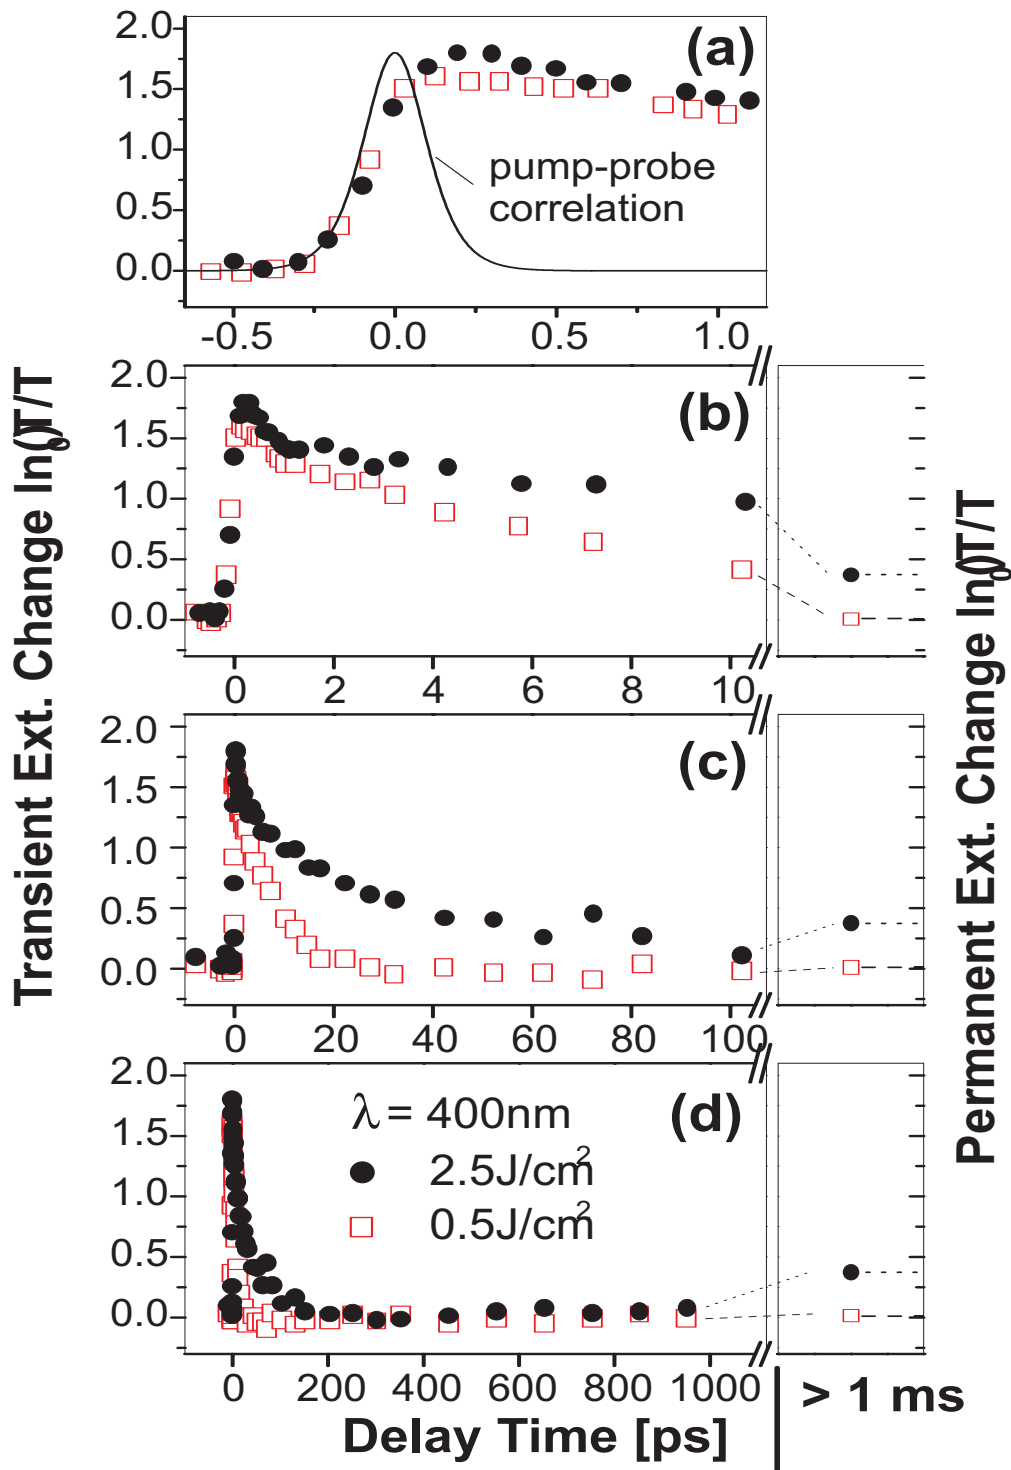 Transient Ext. Change ln(T₀/T)
Permanent Ext. Change ln(T₀/T)
(a)
2.0
1.5
1.0
0.5
0.0
pump-probe
correlation
-0.5 0.0 0.5 1.0
(b)
2.0
1.5
1.0
0.5
0.0
0 2 4 6 8 10
(c)
2.0
1.5
1.0
0.5
0.0
0 20 40 60 80 100
(d)
2.0
1.5
1.0
0.5
0.0
λ = 400nm
2.5J/cm²
0.5J/cm²
0 200 400 600 800 1000
> 1 ms
Delay Time [ps]